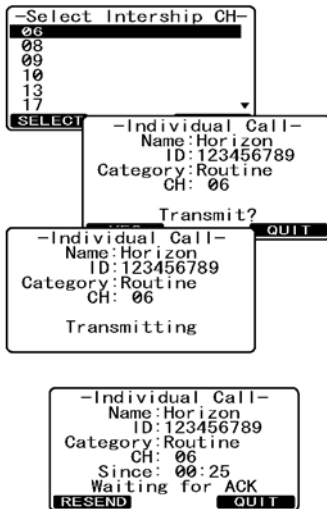 -Select Intership CH-
06
08
09
10
13
17
SELECT
-Individual Call-
Name:Horizon
ID:123456789
Category:Routine
CH: 06
Transmit?
QUIT
-Individual Call-
Name:Horizon
ID:123456789
Category:Routine
CH: 06
Transmitting
-Individual Call-
Name:Horizon
ID:123456789
Category:Routine
CH: 06
Since: 00:25
Waiting for ACK
RESEND
QUIT